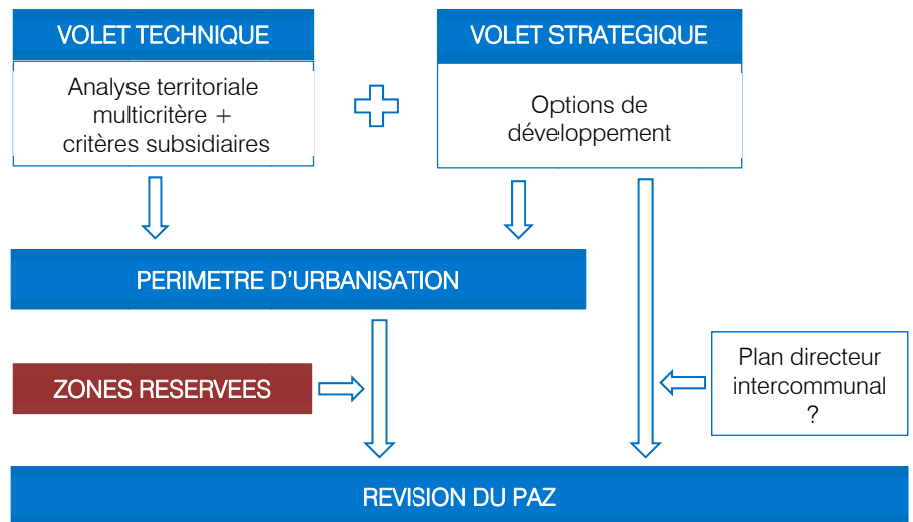 VOLET TECHNIQUE
Analyse territoriale
multicritère +
critères subsidiaires
VOLET STRATEGIQUE
Options de
développement
PERIMETRE D'URBANISATION
ZONES RESERVEES
Plan directeur
intercommunal
?
REVISION DU PAZ